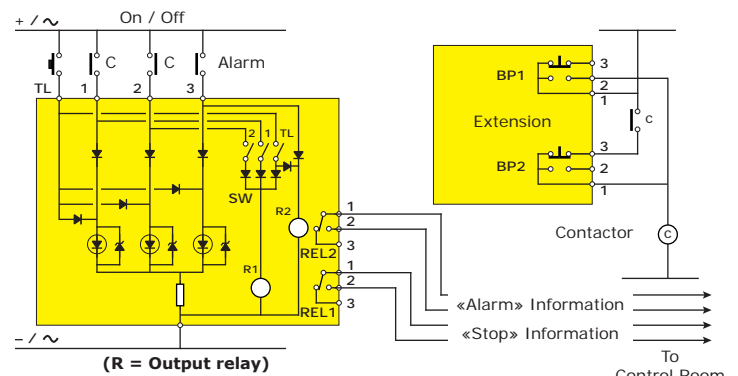 On / Off
+ / ∿
C
C
Alarm
TL
1
2
3
2
1
TL
SW
R2
R1
REL2
REL1
1
2
3
1
2
3
– / ∿
(R = Output relay)
BP1
3
2
1
Extension
C
BP2
3
2
1
Contactor
C
«Alarm» Information
«Stop» Information
To
Control Room